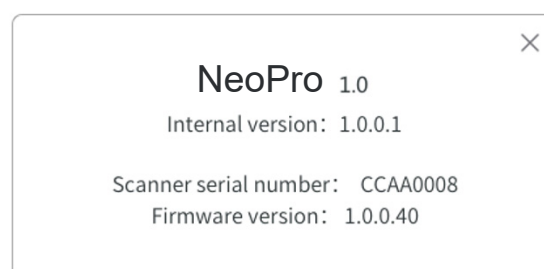 NeoPro 1.0
Internal version：1.0.0.1
Scanner serial number： CCAA0008
Firmware version：1.0.0.40